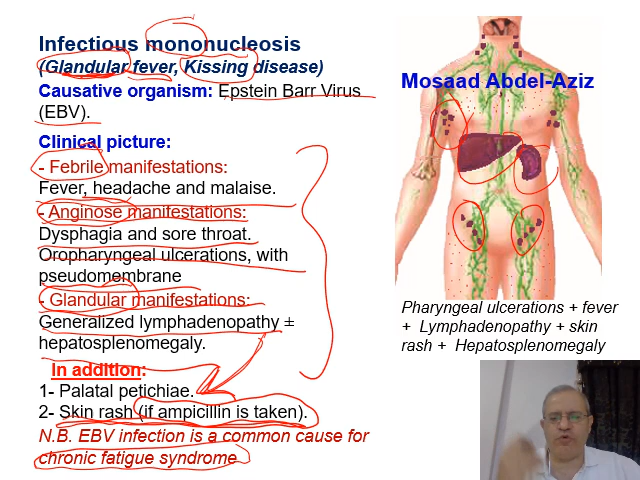 Infectious mononucleosis
(Glandular fever, Kissing disease)
Causative organism: Epstein Barr Virus
(EBV).
Clinical picture:
- Febrile manifestations:
Fever, headache and malaise.
- Anginose manifestations:
Dysphagia and sore throat.
Oropharyngeal ulcerations, with
pseudomembrane
- Glandular manifestations:
Generalized lymphadenopathy ±
hepatosplenomegaly.
In addition:
1- Palatal petichiae.
2- Skin rash (if ampicillin is taken).
N.B. EBV infection is a common cause for
chronic fatigue syndrome
Mosaad Abdel-Aziz
Pharyngeal ulcerations + fever
+ Lymphadenopathy + skin
rash + Hepatosplenomegaly